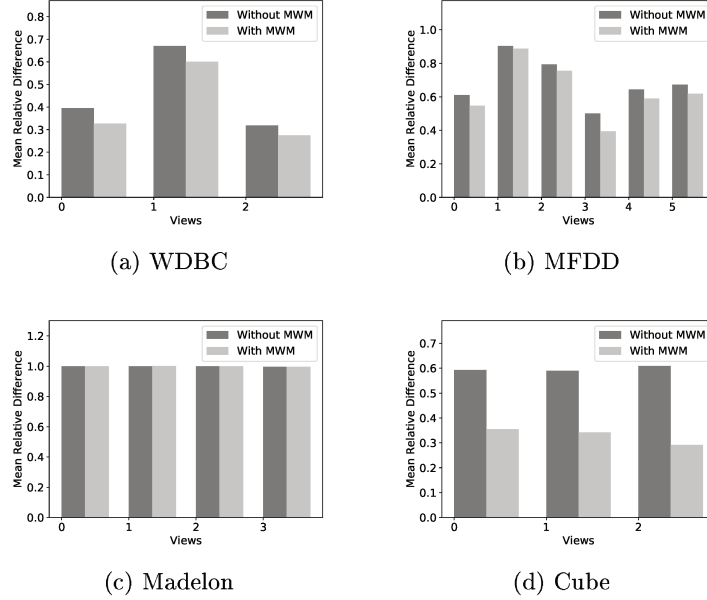 0.8
0.7
0.6
0.5
0.4
0.3
0.2
0.1
0.0
Mean Relative Difference
Without MWM
With MWM
0 1 2
Views
(a) WDBC
1.0
0.8
0.6
0.4
0.2
0.0
Mean Relative Difference
Without MWM
With MWM
0 1 2 3 4 5
Views
(b) MFDD
1.2
1.0
0.8
0.6
0.4
0.2
0.0
Mean Relative Difference
Without MWM
With MWM
0 1 2 3
Views
(c) Madelon
0.7
0.6
0.5
0.4
0.3
0.2
0.1
0.0
Mean Relative Difference
Without MWM
With MWM
0 1 2
Views
(d) Cube